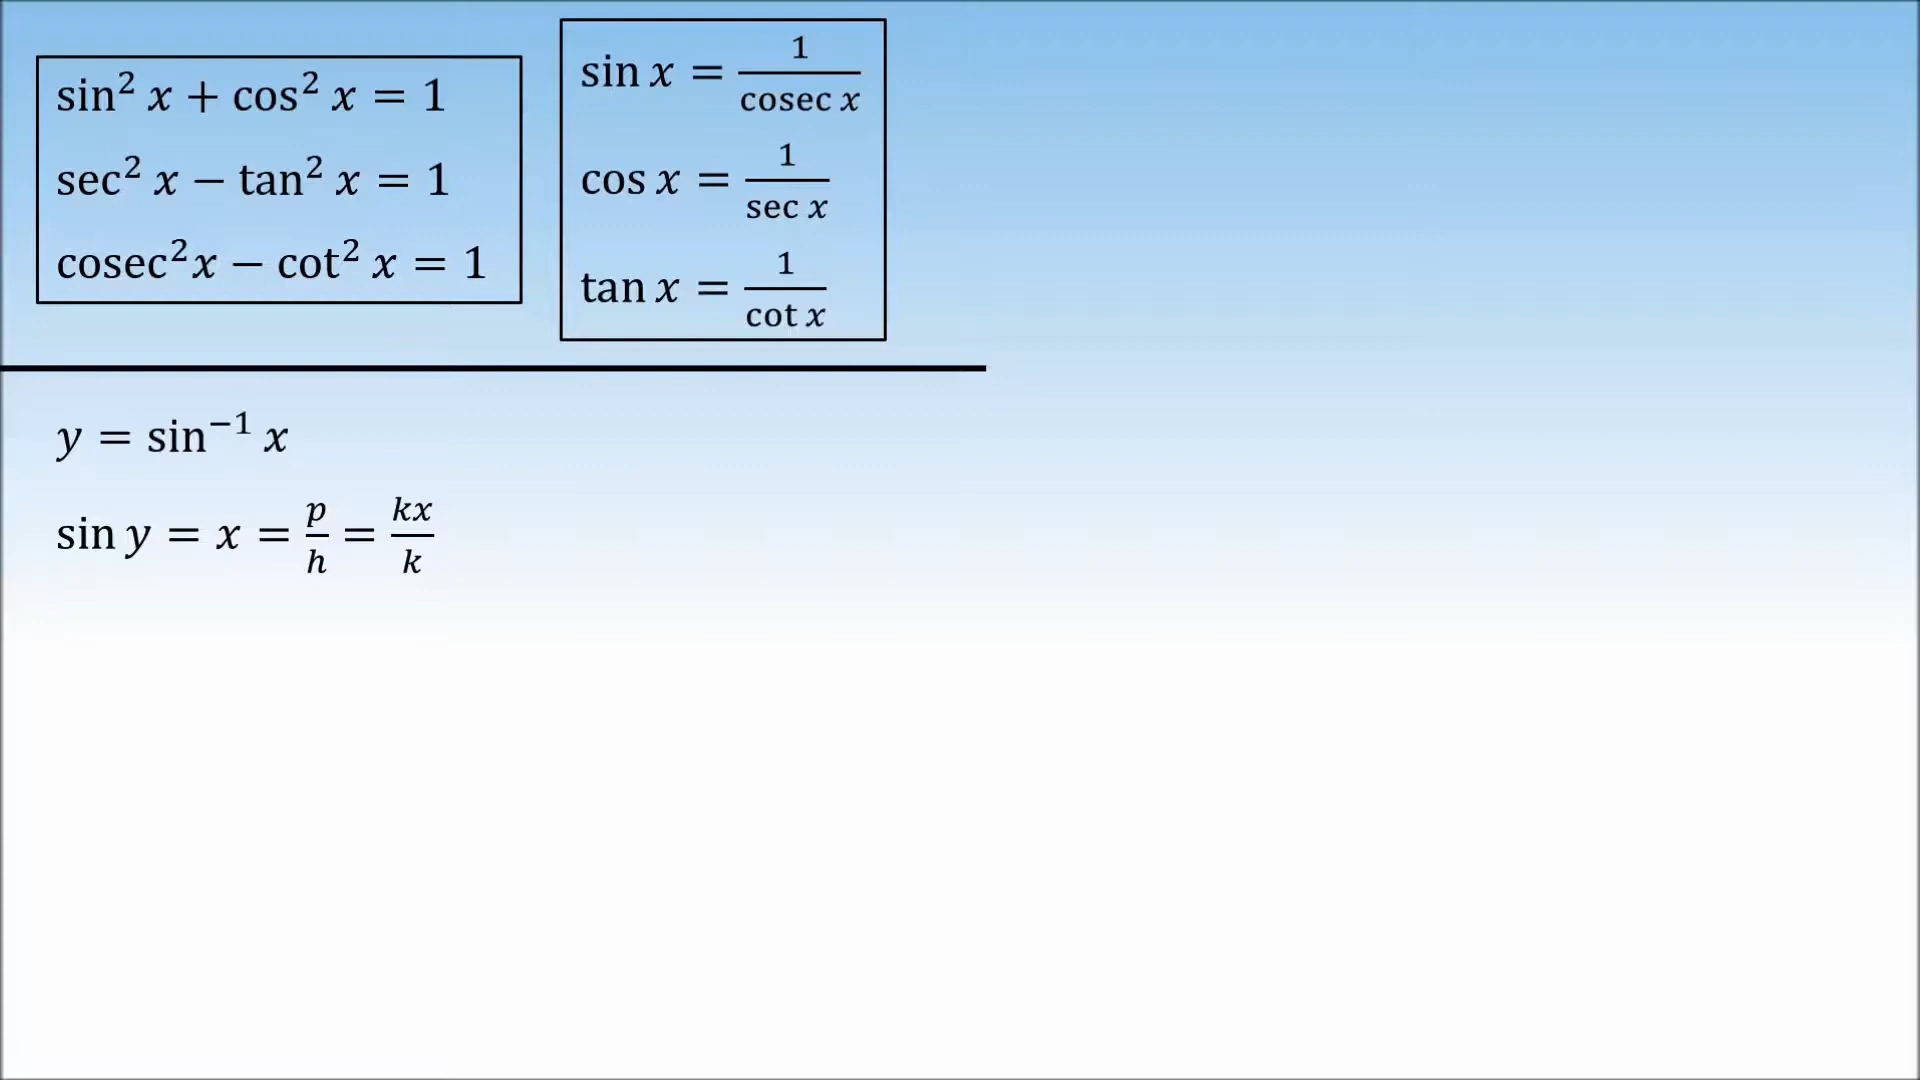 sin² x + cos² x = 1
sec² x − tan² x = 1
cosec²x − cot² x = 1
sin x = 1/cosec x
cos x = 1/sec x
tan x = 1/cot x
y = sin⁻¹ x
sin y = x = p/h = kx/k